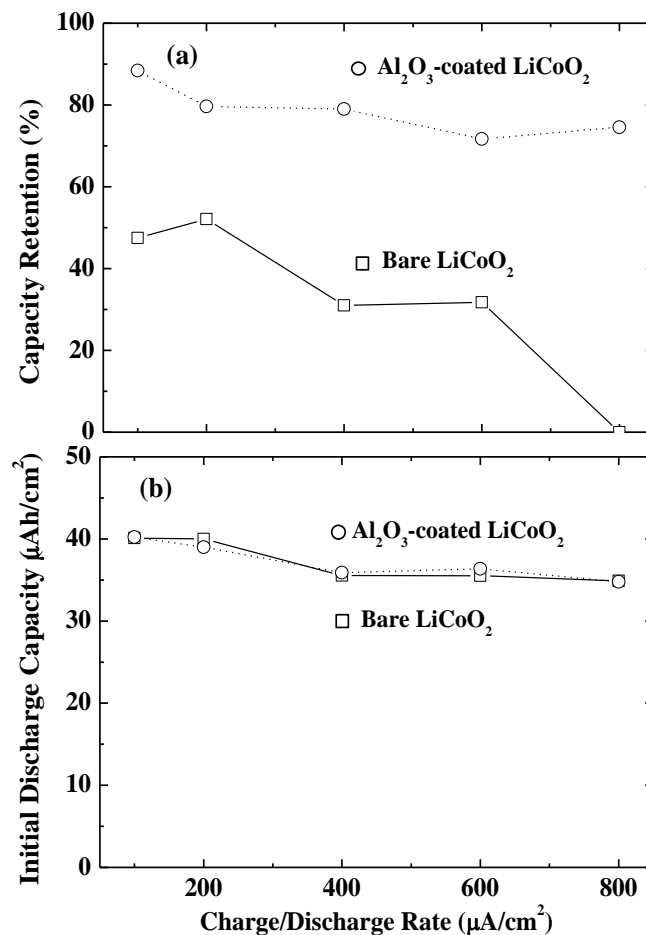 100
(a)
Al₂O₃-coated LiCoO₂
80
60
Bare LiCoO₂
40
20
0
Capacity Retention (%)
50
(b)
Al₂O₃-coated LiCoO₂
40
Bare LiCoO₂
30
20
10
0
Initial Discharge Capacity (μAh/cm²)
200 400 600 800
Charge/Discharge Rate (μA/cm²)